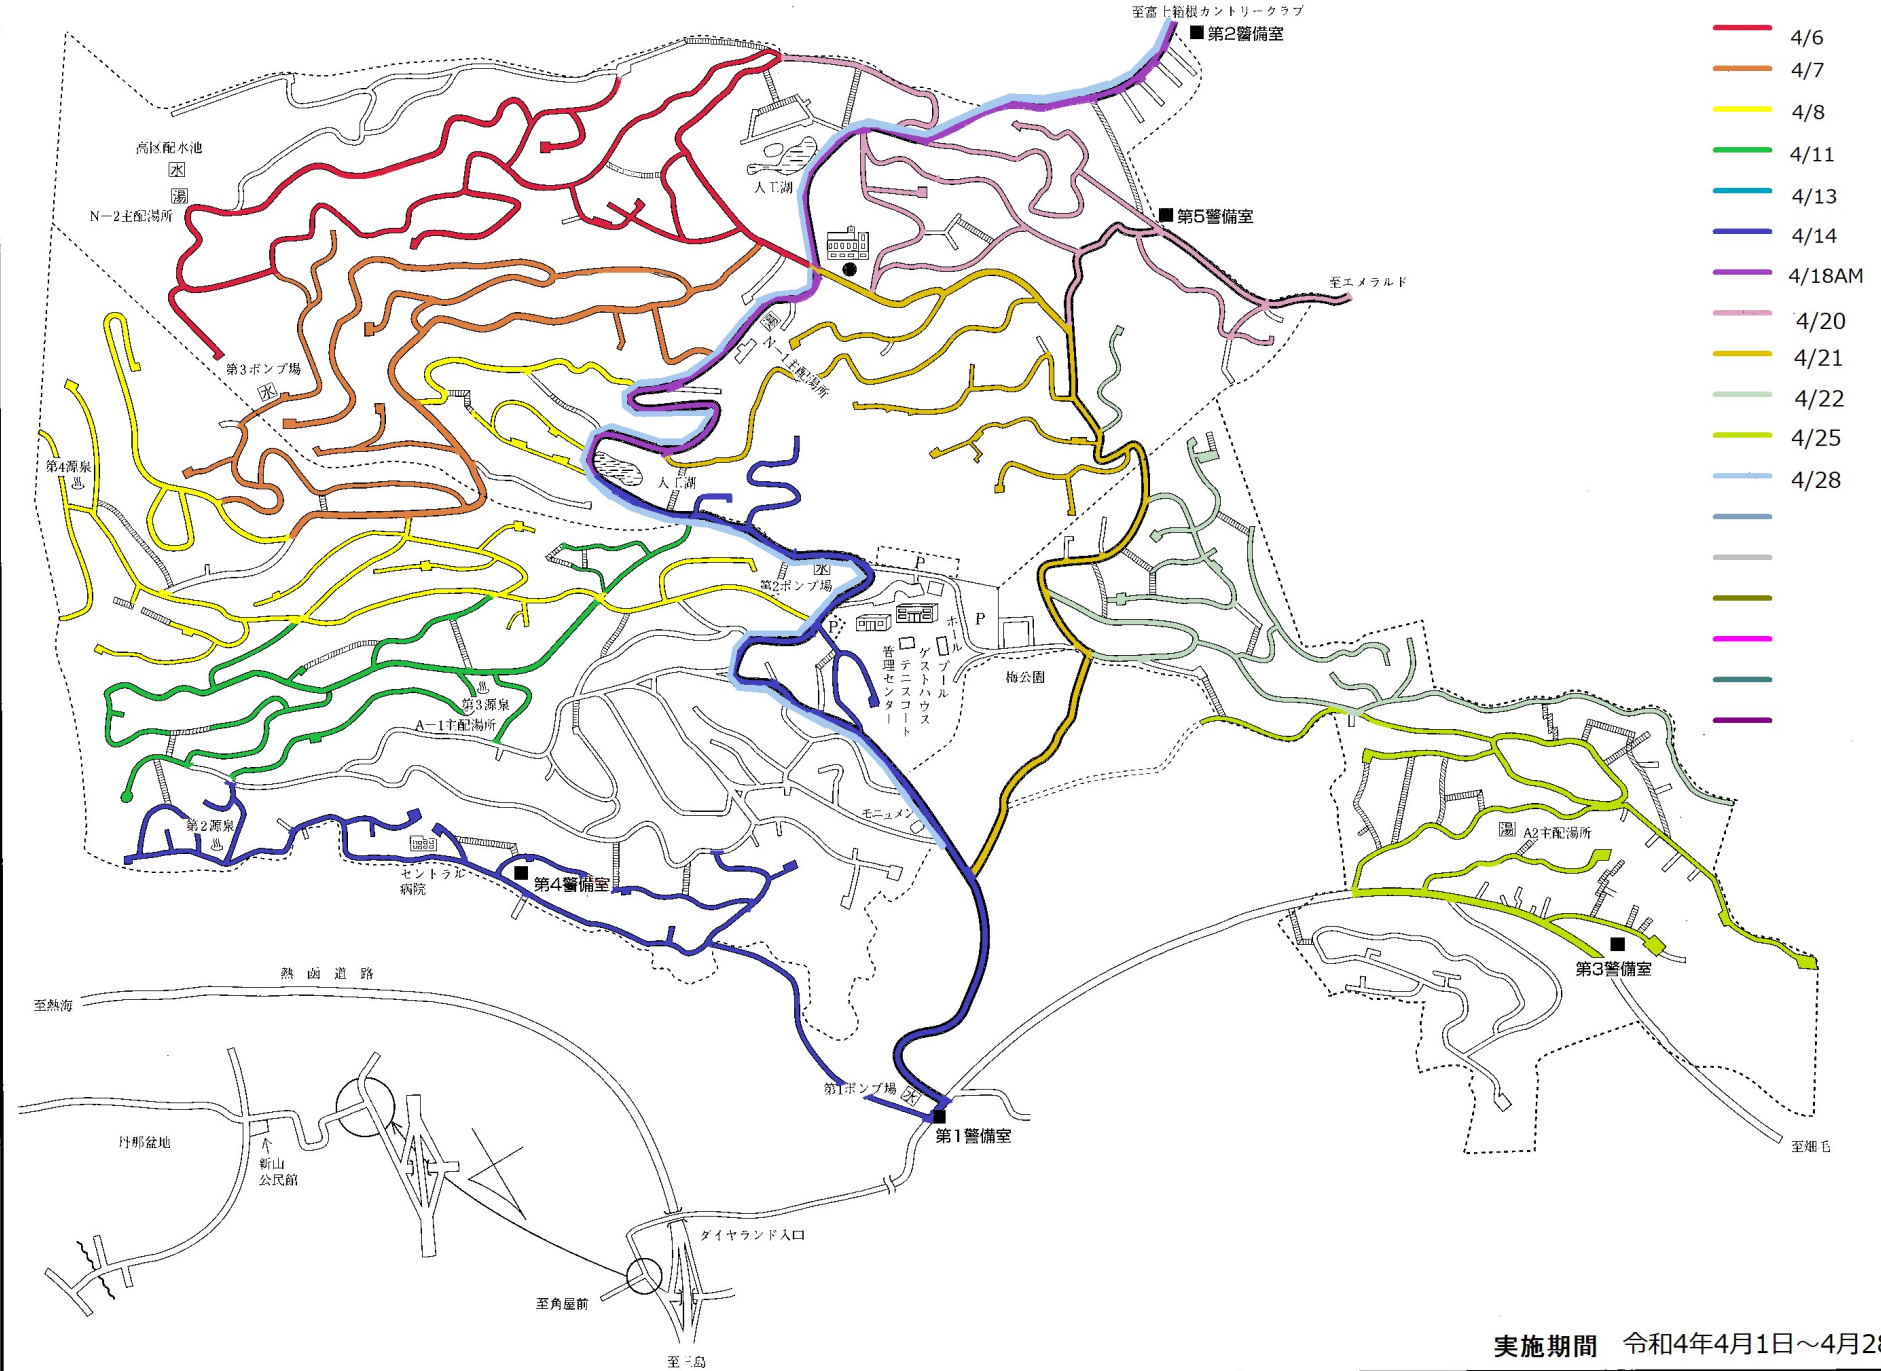 至富士箱根カントリークラブ
第2警備室
4/6
4/7
4/8
4/11
4/13
4/14
4/18AM
4/20
4/21
4/22
4/25
4/28
高区配水池
水
湯
N－2主配湯所
人工湖
第5警備室
至エメラルド
湯
N－1主配湯所
第3ポンプ場
水
第4源泉
人工湖
水
第2ポンプ場
P
P
P
ホール
プール
ゲストハウス
テニスコート
管理センター
梅公園
第3源泉
A－1主配湯所
モニュメン
第2源泉
セントラル
病院
第4警備室
湯
A2主配湯所
第3警備室
熱函道路
至熱海
第1ポンプ場
水
第1警備室
至畑毛
丹那盆地
新山
公民館
ダイヤランド入口
至角屋前
至三島
実施期間 令和4年4月1日～4月28